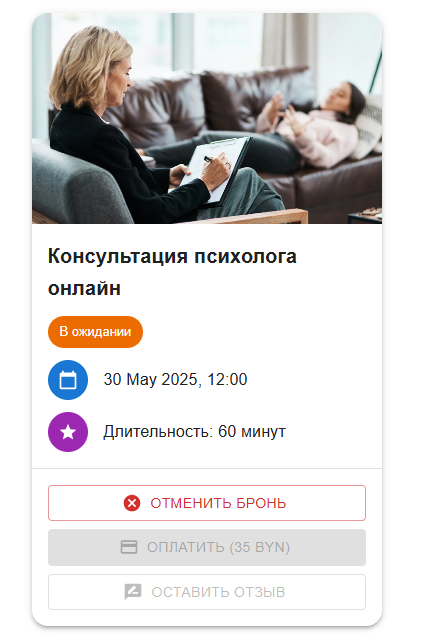 Консультация психолога
онлайн
В ожидании
30 May 2025, 12:00
Длительность: 60 минут
ОТМЕНИТЬ БРОНЬ
ОПЛАТИТЬ (35 BYN)
ОСТАВИТЬ ОТЗЫВ